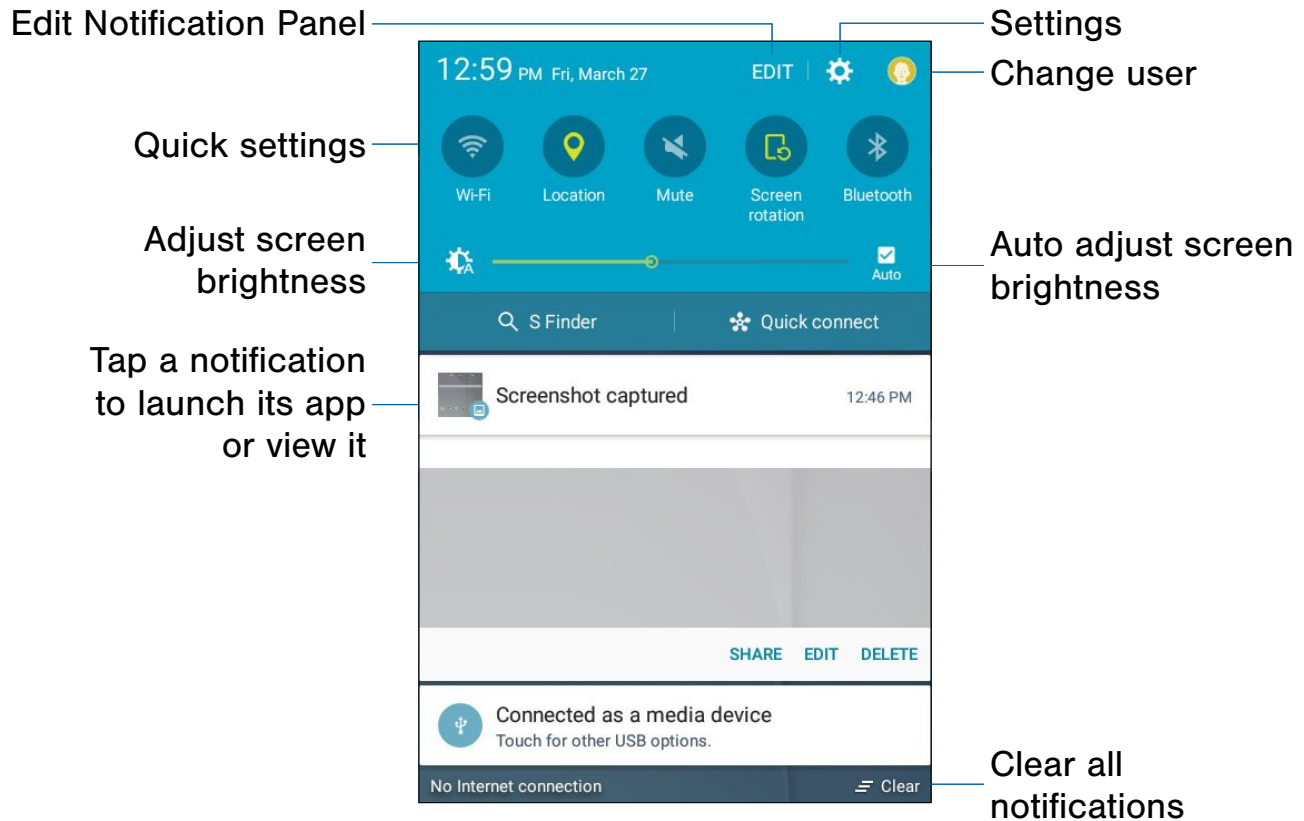 Edit Notification Panel
Settings
Change user
12:59 PM Fri, March 27
EDIT
Quick settings
Wi-Fi
Location
Mute
Screen
rotation
Bluetooth
Adjust screen
brightness
A
Auto
Auto adjust screen
brightness
S Finder
Quick connect
Tap a notification
to launch its app
or view it
Screenshot captured
12:46 PM
SHARE EDIT DELETE
Connected as a media device
Touch for other USB options.
No Internet connection
Clear
Clear all
notifications